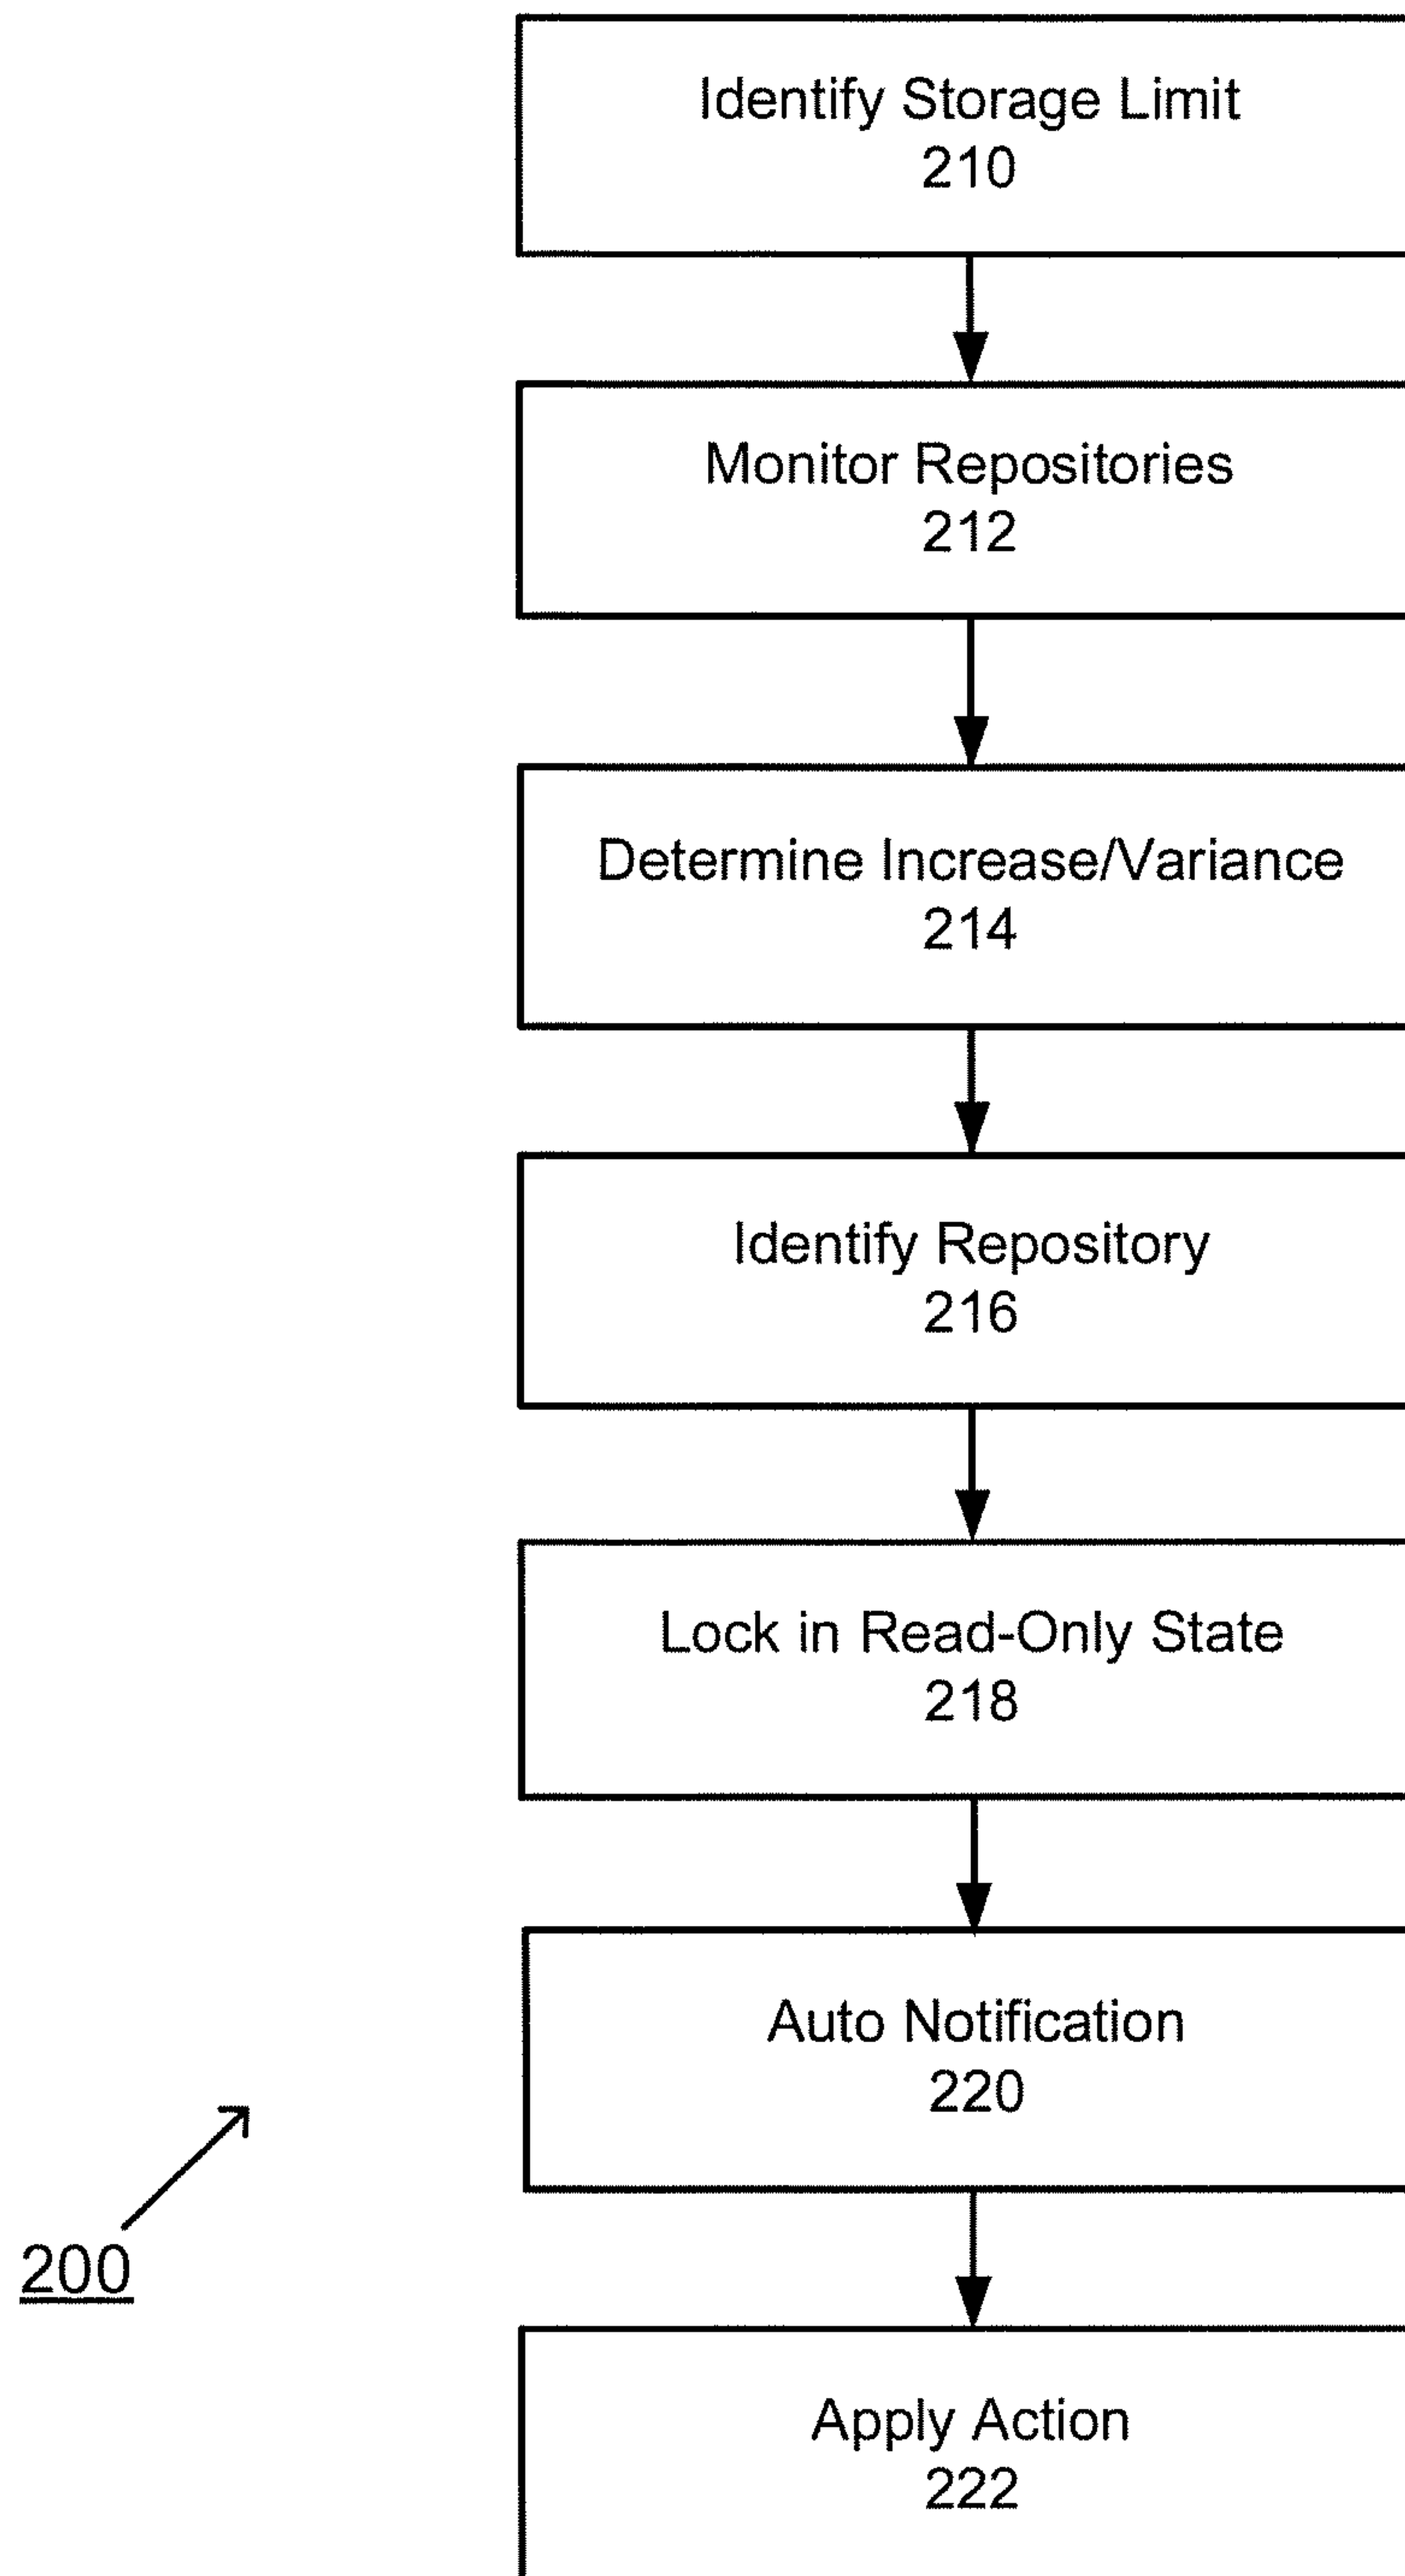 Identify Storage Limit
210
Monitor Repositories
212
Determine Increase/Variance
214
Identify Repository
216
Lock in Read-Only State
218
Auto Notification
220
200
Apply Action
222